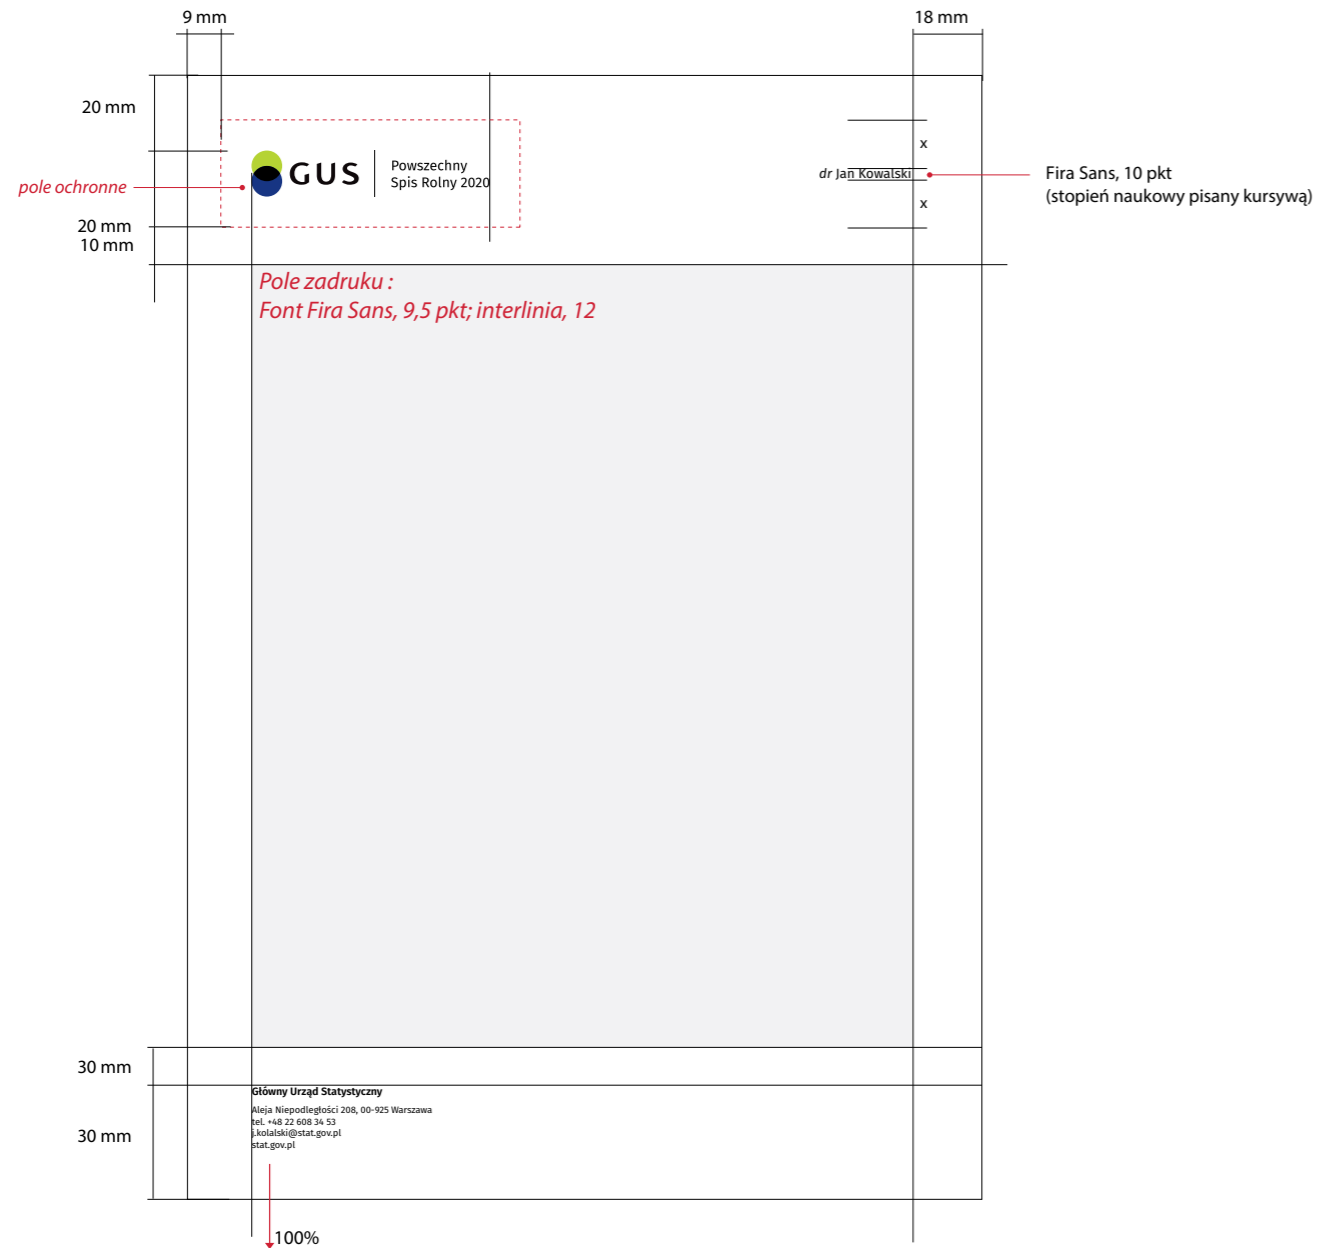 9 mm
18 mm
20 mm
GUS
Powszechny
Spis Rolny 2020
x
dr Jan Kowalski
x
Fira Sans, 10 pkt
(stopień naukowy pisany kursywą)
pole ochronne
20 mm
10 mm
Pole zadruku :
Font Fira Sans, 9,5 pkt; interlinia, 12
30 mm
Główny Urząd Statystyczny
Aleja Niepodległości 208, 00-925 Warszawa
tel. +48 22 608 34 53
j.kolalski@stat.gov.pl
stat.gov.pl
30 mm
100%